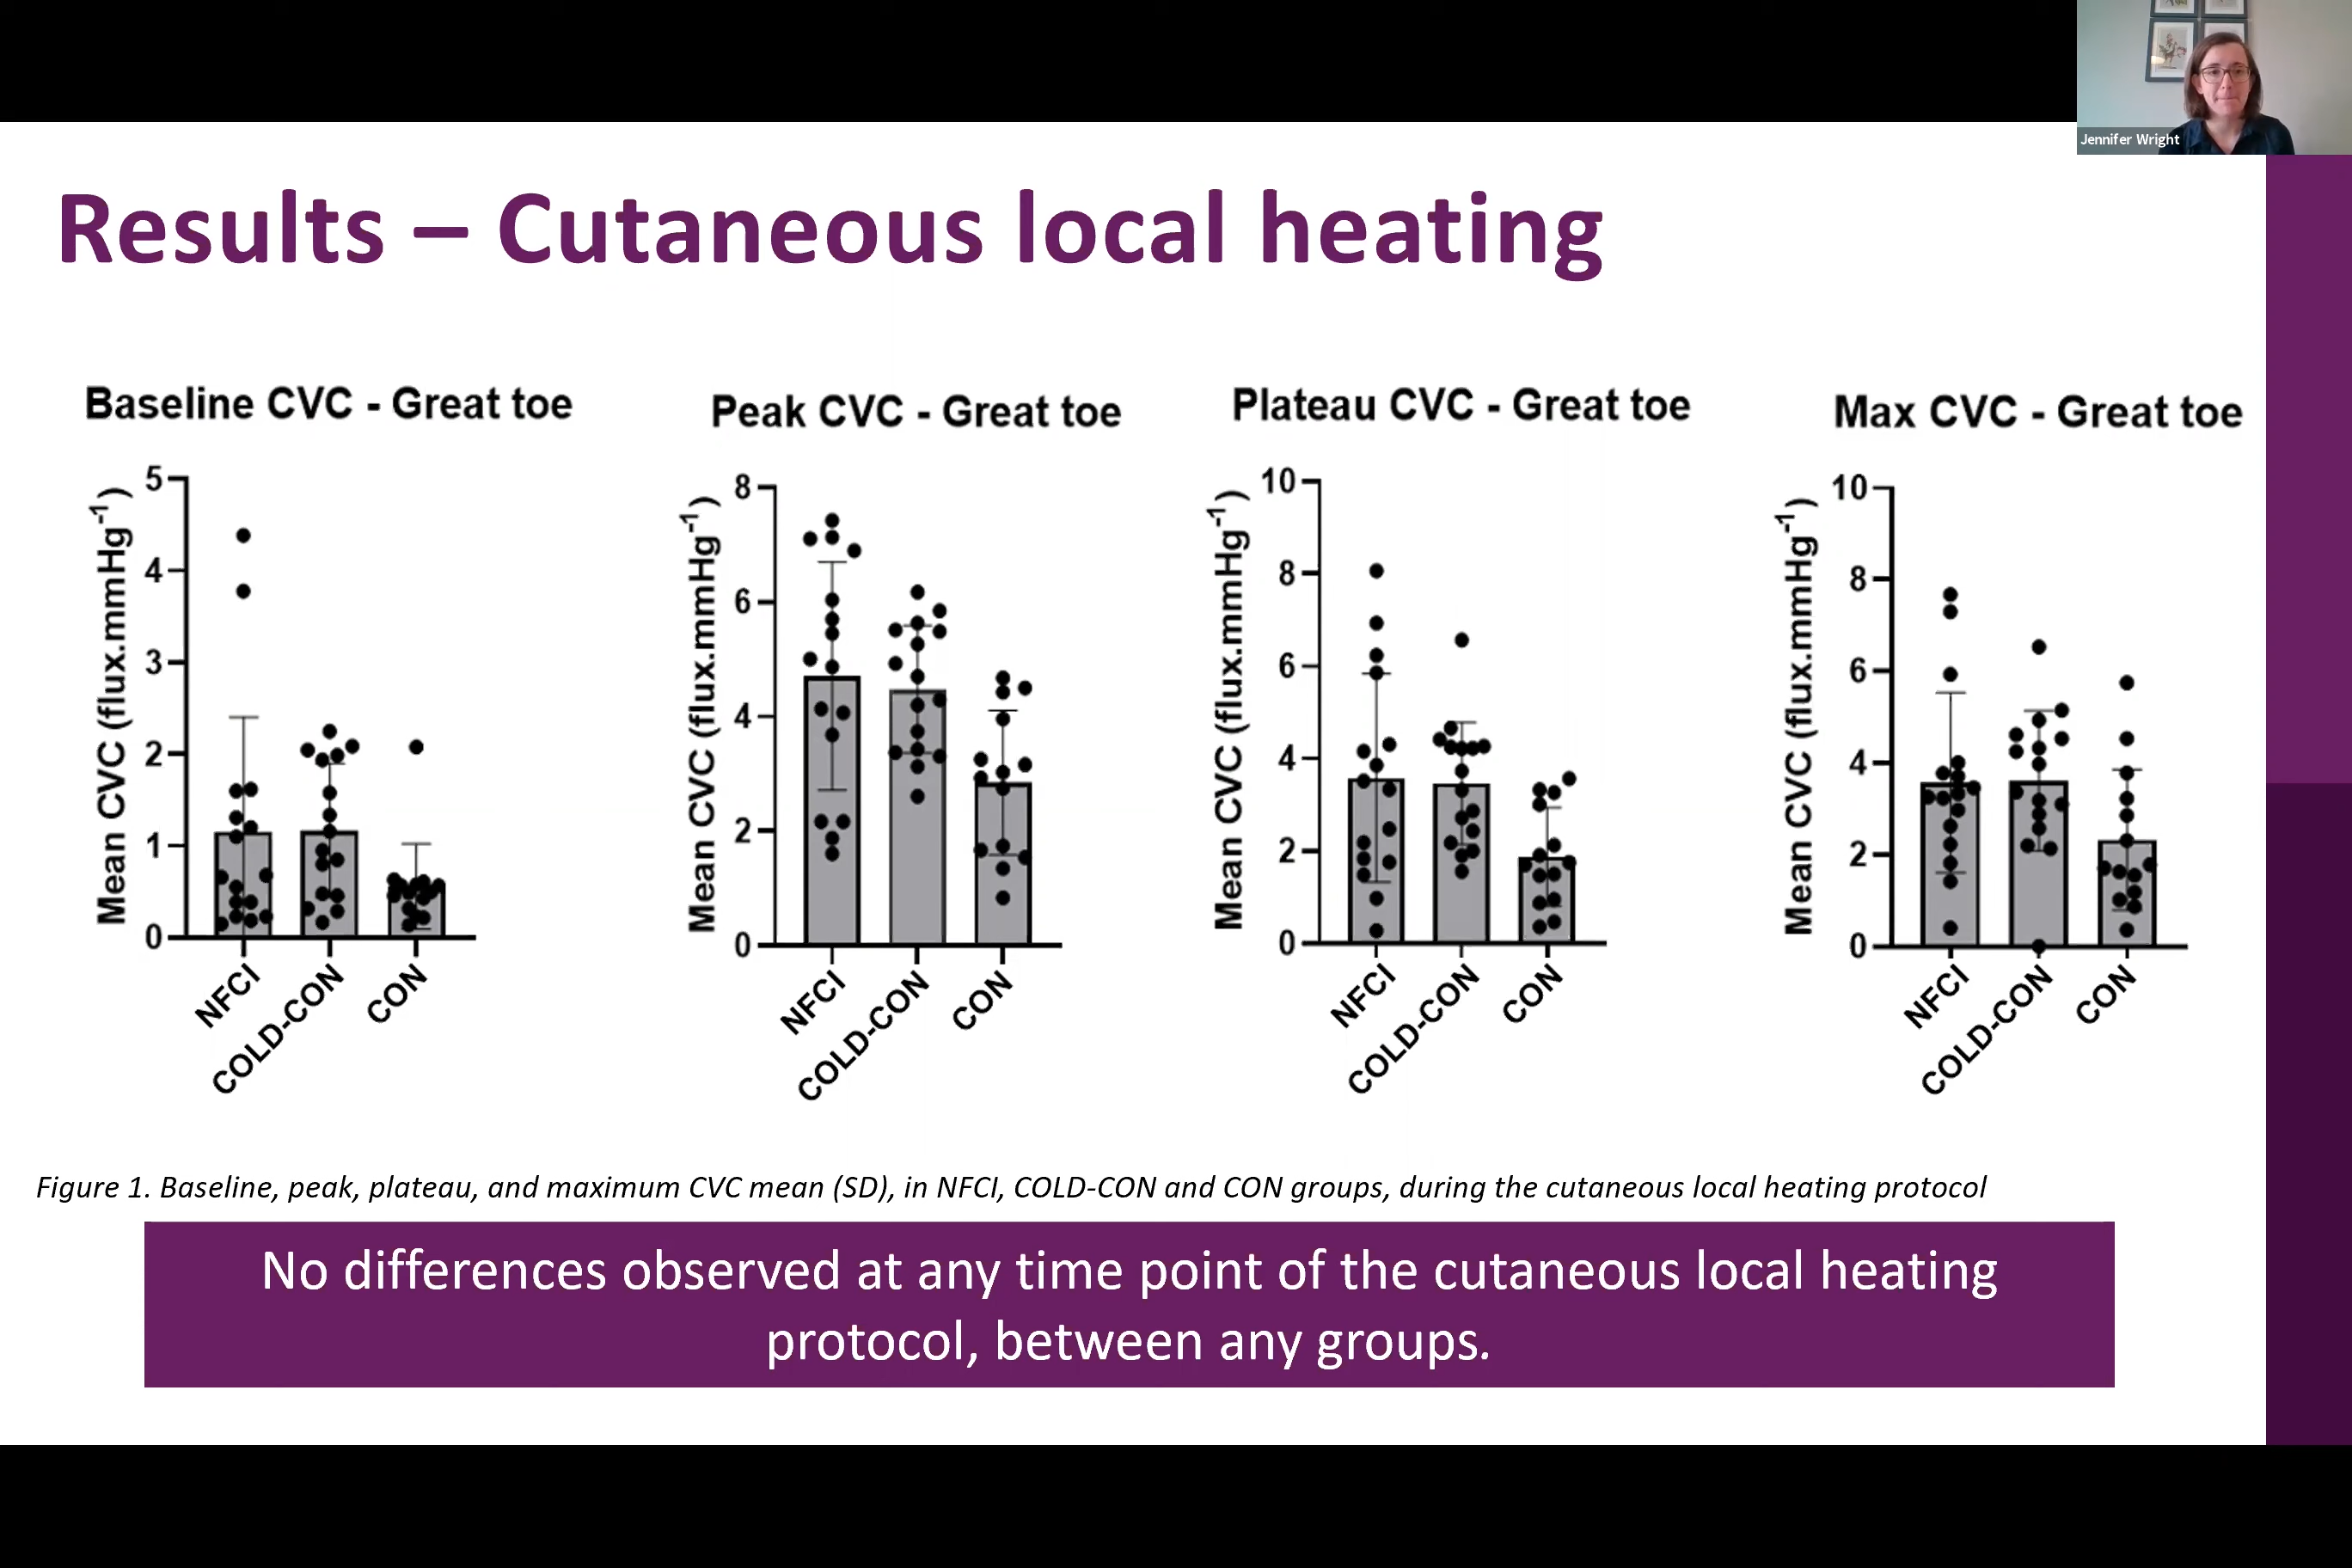 Jennifer Wright
Results – Cutaneous local heating
Baseline CVC - Great toe
Mean CVC (flux.mmHg-1)
5
4
3
2
1
0
NFCI
COLD-CON
CON
Peak CVC - Great toe
Mean CVC (flux.mmHg-1)
8
6
4
2
0
NFCI
COLD-CON
CON
Plateau CVC - Great toe
Mean CVC (flux.mmHg-1)
10
8
6
4
2
0
NFCI
COLD-CON
CON
Max CVC - Great toe
Mean CVC (flux.mmHg-1)
10
8
6
4
2
0
NFCI
COLD-CON
CON
Figure 1. Baseline, peak, plateau, and maximum CVC mean (SD), in NFCI, COLD-CON and CON groups, during the cutaneous local heating protocol
No differences observed at any time point of the cutaneous local heating
protocol, between any groups.